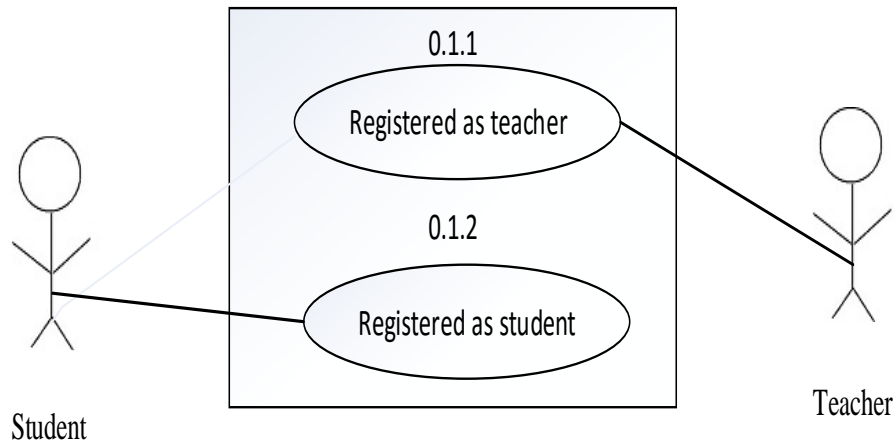 0.1.1
Registered as teacher
0.1.2
Registered as student
Student
Teacher